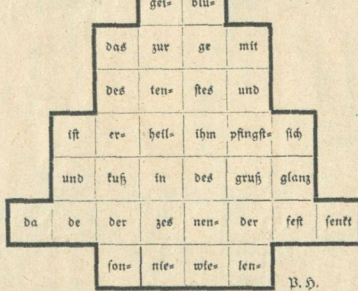 gei= blü=
das zur ge mit
des ten= stes und
ist er= heil= ihm pfingst= sich
und kuß in des gruß glanz
da de der zes nen= der fest senkt
son= nie= wie= len=
P. H.